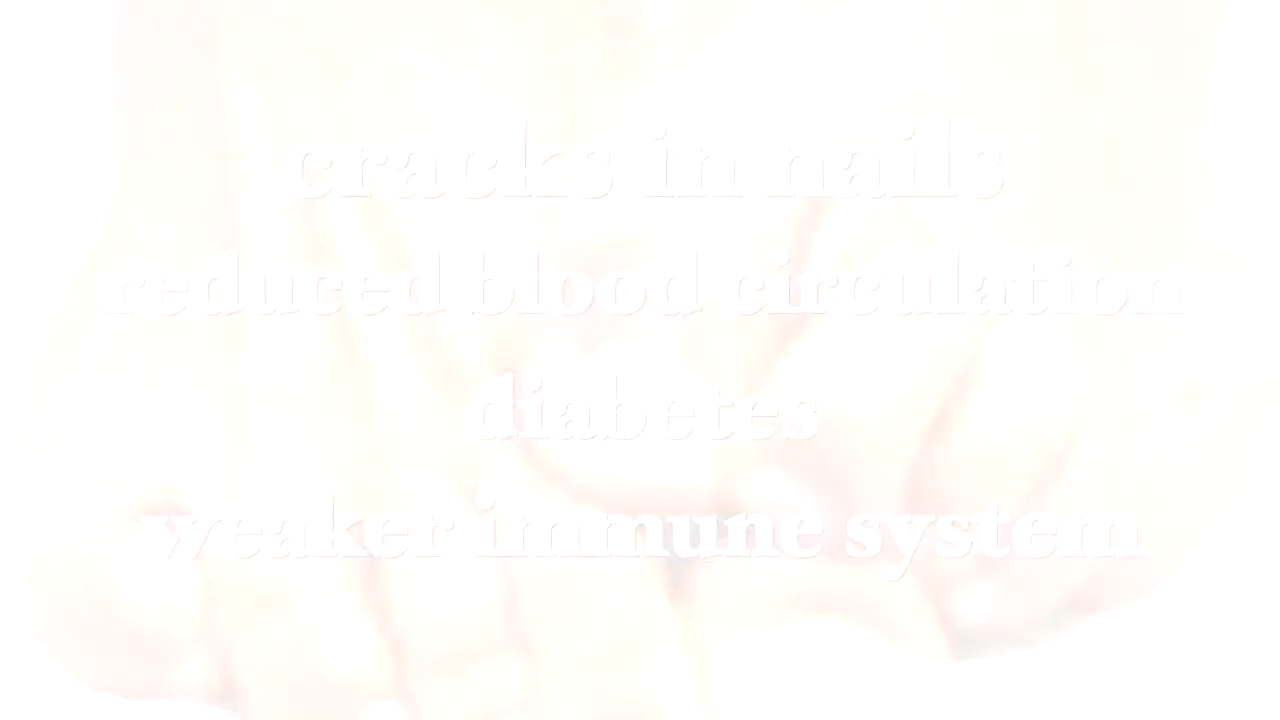 cracks in nails
reduced blood circulation
diabetes
weaker immune system